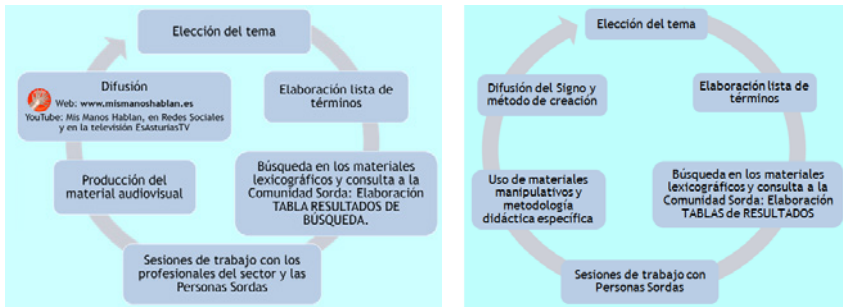 Elección del tema
Elaboración lista de
términos
Búsqueda en los materiales
lexicográficos y consulta a la
Comunidad Sorda: Elaboración
TABLA RESULTADOS DE
BÚSQUEDA.
Sesiones de trabajo con los
profesionales del sector y las
Personas Sordas
Producción del
material audiovisual
Difusión
Web: www.mismanoshablan.es
YouTube: Mis Manos Hablan, en Redes Sociales
y en la televisión EsAsturiasTV
Elección del tema
Elaboración lista de
términos
Búsqueda en los materiales
lexicográficos y consulta a la
Comunidad Sorda: Elaboración
TABLAS de RESULTADOS
Sesiones de trabajo con
Personas Sordas
Uso de materiales
manipulativos y
metodología
didáctica específica
Difusión del Signo y
método de creación